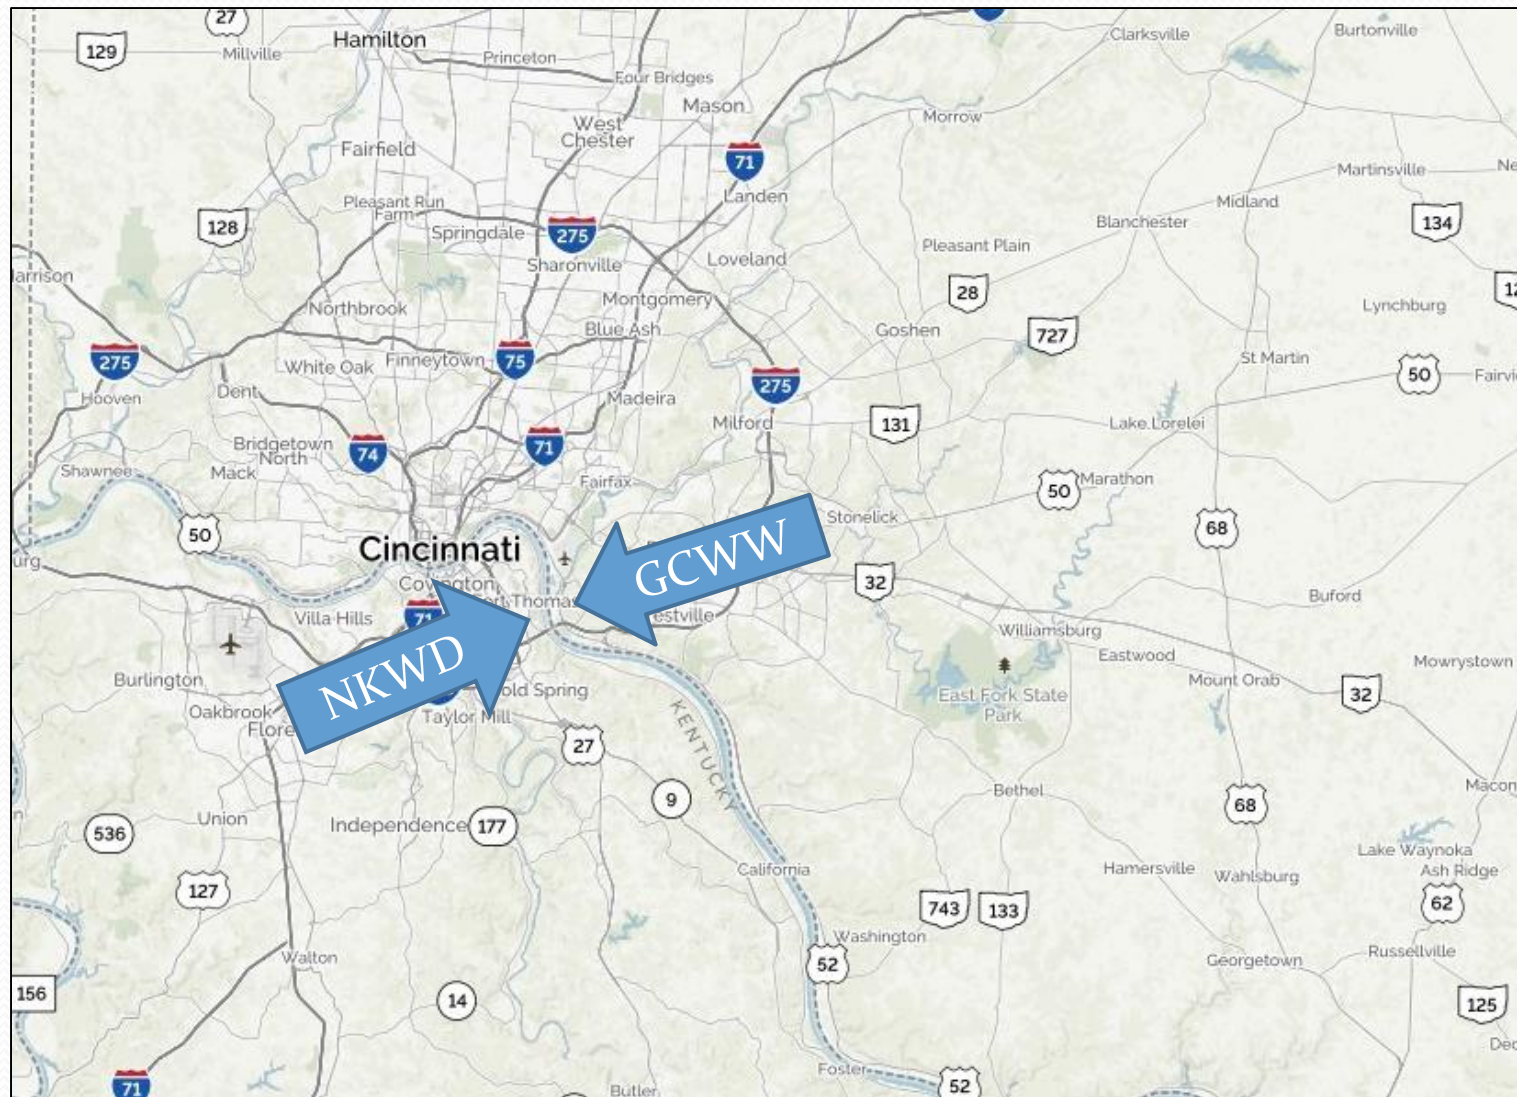 27
129
Hamilton
Millville
Princeton
Four Bridges
Clarksville
Burtonville
Mason
West
Chester
Morrow
Fairfield
71
Landen
Martinsville
Pleasant Run
Farm
128
Springdale
275
Sharonville
Midland
Blanchester
134
Pleasant Plain
Loveland
28
Northbrook
Montgomery
Blue Ash
Goshen
727
Lynchburg
275
White Oak
Finneytown
75
St Martin
50
Hooven
Dent
275
Madeira
Milford
131
Lake Lorelei
Bridgetown
North
74
71
Shawnee
Mack
Fairfax
50
Marathon
50
Stonelick
68
Cincinnati
GCWW
Covington
32
Buford
Villa Hills
71
Thomas
Williamsburg
Eastwood
NKWD
Burlington
Mount Orab
Mowrystown
East Fork State
Park
32
Oakbrook
Taylor Mill
27
KENTUCKY
9
Bethel
68
536
Union
Independence
177
Lake Waynoka
Ash Ridge
California
Hamersville
Wahlsburg
127
743
133
62
Washington
Walton
52
Georgetown
Russellville
156
14
125
Foster
71
Butler
52